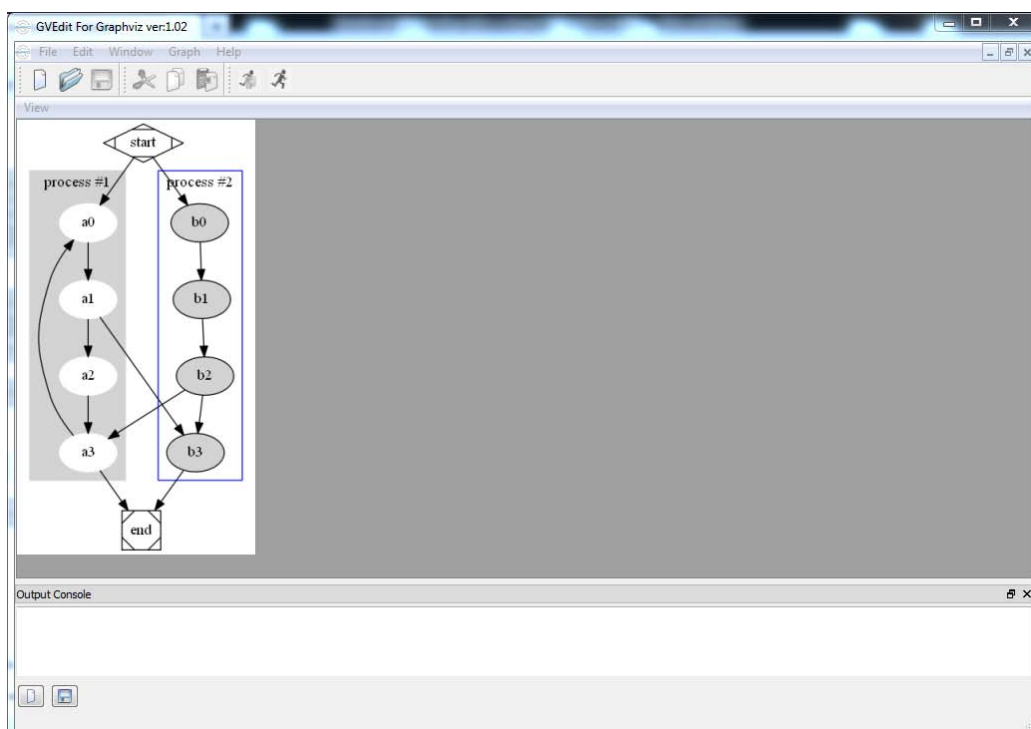 GVEdit For Graphviz ver:1.02
File Edit Window Graph Help
View
start
process #1 process #2
a0 b0
a1 b1
a2 b2
a3 b3
end
Output Console